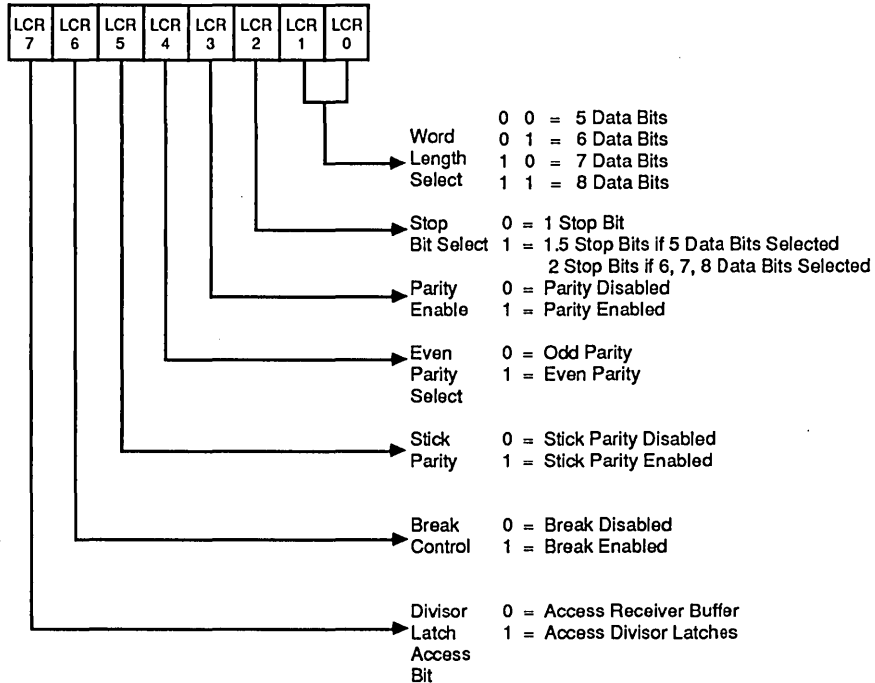 LCR 7 LCR 6 LCR 5 LCR 4 LCR 3 LCR 2 LCR 1 LCR 0
Word Length Select
0 0 = 5 Data Bits
0 1 = 6 Data Bits
1 0 = 7 Data Bits
1 1 = 8 Data Bits
Stop Bit Select
0 = 1 Stop Bit
1 = 1.5 Stop Bits if 5 Data Bits Selected
2 Stop Bits if 6, 7, 8 Data Bits Selected
Parity Enable
0 = Parity Disabled
1 = Parity Enabled
Even Parity Select
0 = Odd Parity
1 = Even Parity
Stick Parity
0 = Stick Parity Disabled
1 = Stick Parity Enabled
Break Control
0 = Break Disabled
1 = Break Enabled
Divisor Latch Access Bit
0 = Access Receiver Buffer
1 = Access Divisor Latches